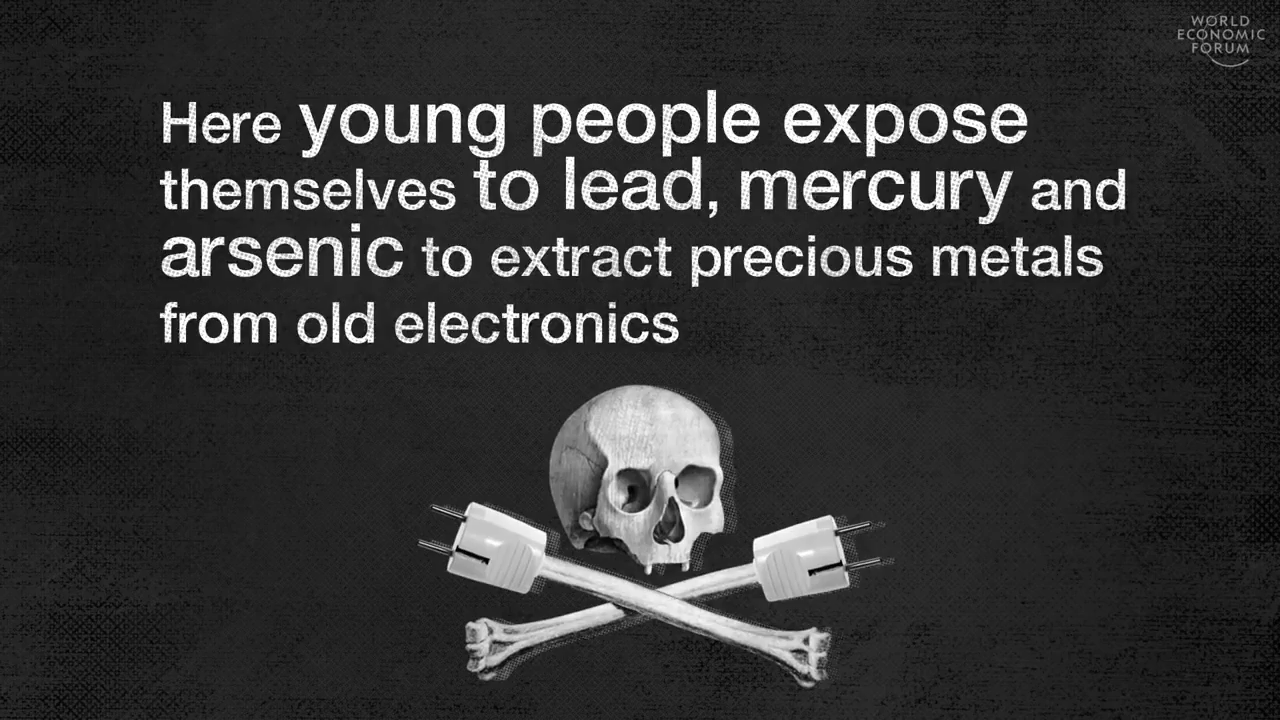 WORLD
ECONOMIC
FORUM
Here young people expose
themselves to lead, mercury and
arsenic to extract precious metals
from old electronics